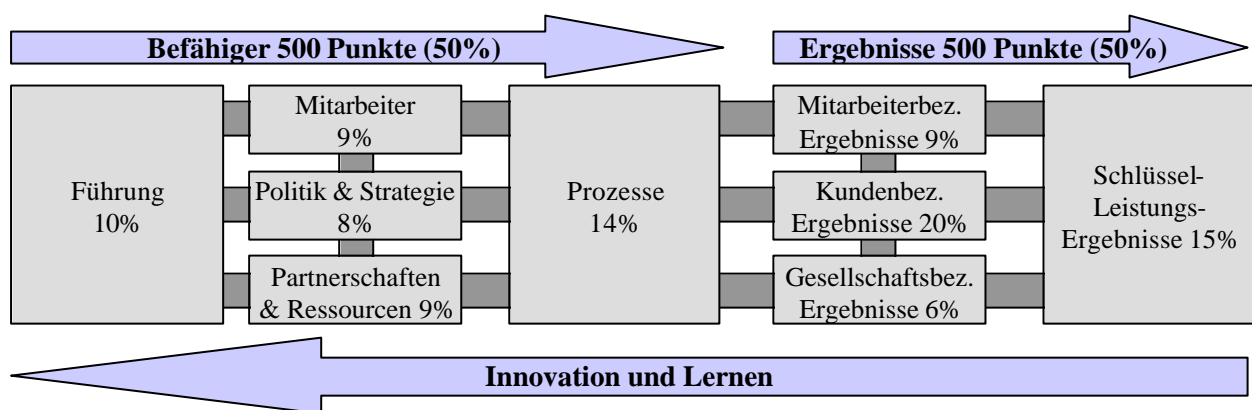 Befähiger 500 Punkte (50%)
Ergebnisse 500 Punkte (50%)
Führung
10%
Mitarbeiter
9%
Politik & Strategie
8%
Partnerschaften
& Ressourcen 9%
Prozesse
14%
Mitarbeiterbez.
Ergebnisse 9%
Kundenbez.
Ergebnisse 20%
Gesellschaftsbez.
Ergebnisse 6%
Schlüssel-
Leistungs-
Ergebnisse 15%
Innovation und Lernen